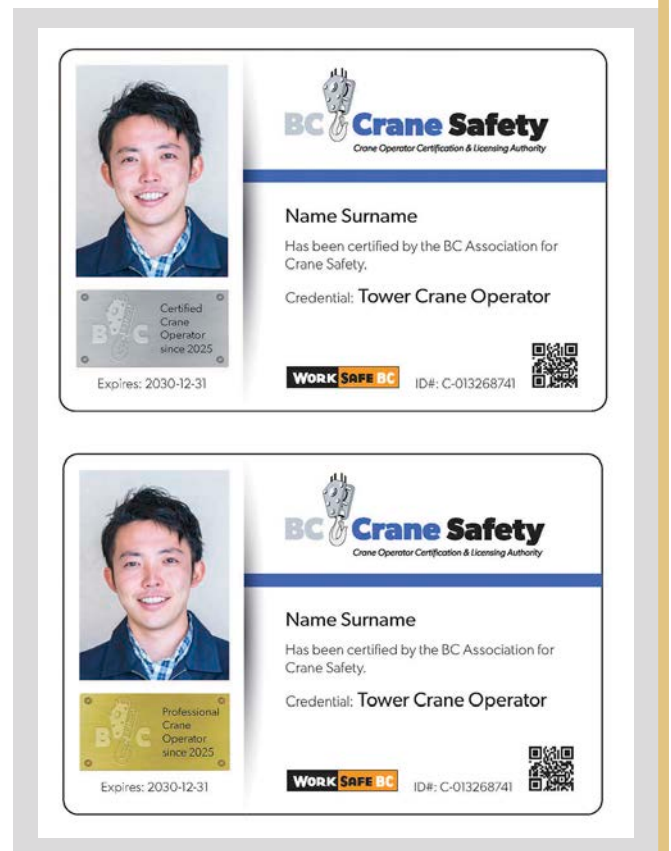 BC Crane Safety
Crane Operator Certification & Licensing Authority
Name Surname
Has been certified by the BC Association for
Crane Safety.
Credential: Tower Crane Operator
BC
Certified
Crane
Operator
since 2025
Expires: 2030-12-31
WORK SAFE BC
ID#: C-013268741
BC Crane Safety
Crane Operator Certification & Licensing Authority
Name Surname
Has been certified by the BC Association for
Crane Safety.
Credential: Tower Crane Operator
BC
Professional
Crane
Operator
since 2025
Expires: 2030-12-31
WORK SAFE BC
ID#: C-013268741